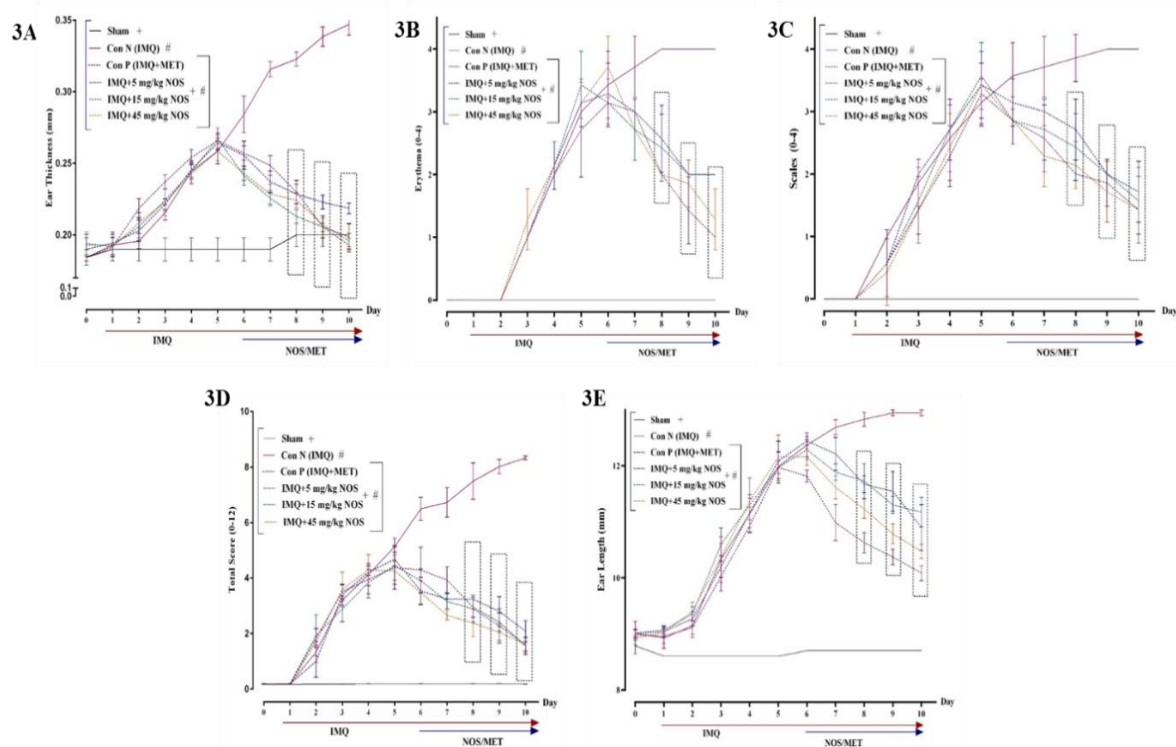 3A
Ear Thickness (mm)
0.35
0.30
0.25
0.20
0.1
0.0
Sham +
Con N (IMQ) #
Con P (IMQ+MET)
IMQ+5 mg/kg NOS
IMQ+15 mg/kg NOS
IMQ+45 mg/kg NOS
+ #
0 1 2 3 4 5 6 7 8 9 10
Day
IMQ
NOS/MET
3B
Erythema (0-4)
4
3
2
1
0
Sham +
Con N (IMQ) #
Con P (IMQ+MET)
IMQ+5 mg/kg NOS
IMQ+15 mg/kg NOS
IMQ+45 mg/kg NOS
+ #
0 1 2 3 4 5 6 7 8 9 10
Day
IMQ
NOS/MET
3C
Scales (0-4)
4
3
2
1
0
Sham +
Con N (IMQ) #
Con P (IMQ+MET)
IMQ+5 mg/kg NOS
IMQ+15 mg/kg NOS
IMQ+45 mg/kg NOS
+ #
0 1 2 3 4 5 6 7 8 9 10
Day
IMQ
NOS/MET
3D
Total Score (0-12)
10
8
6
4
2
0
Sham +
Con N (IMQ) #
Con P (IMQ+MET)
IMQ+5 mg/kg NOS
IMQ+15 mg/kg NOS
IMQ+45 mg/kg NOS
+ #
0 1 2 3 4 5 6 7 8 9 10
Day
IMQ
NOS/MET
3E
Ear Length (mm)
12
10
8
Sham +
Con N (IMQ) #
Con P (IMQ+MET)
IMQ+5 mg/kg NOS
IMQ+15 mg/kg NOS
IMQ+45 mg/kg NOS
+ #
0 1 2 3 4 5 6 7 8 9 10
Day
IMQ
NOS/MET